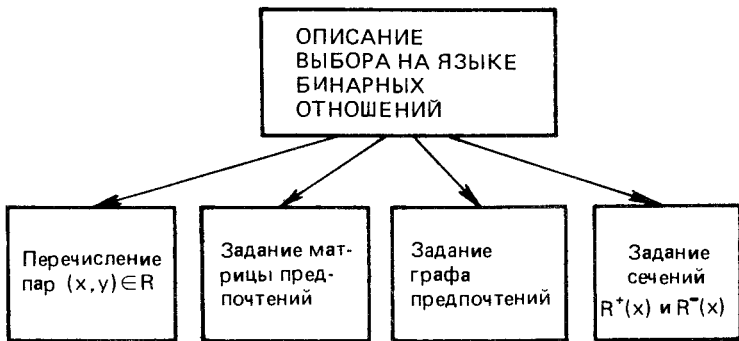 ОПИСАНИЕ
ВЫБОРА НА ЯЗЫКЕ
БИНАРНЫХ
ОТНОШЕНИЙ
Перечисление
пар (x,y)∈R
Задание мат-
рицы пред-
почтений
Задание
графа
предпочтений
Задание
сечений
R⁺(x) и R⁻(x)